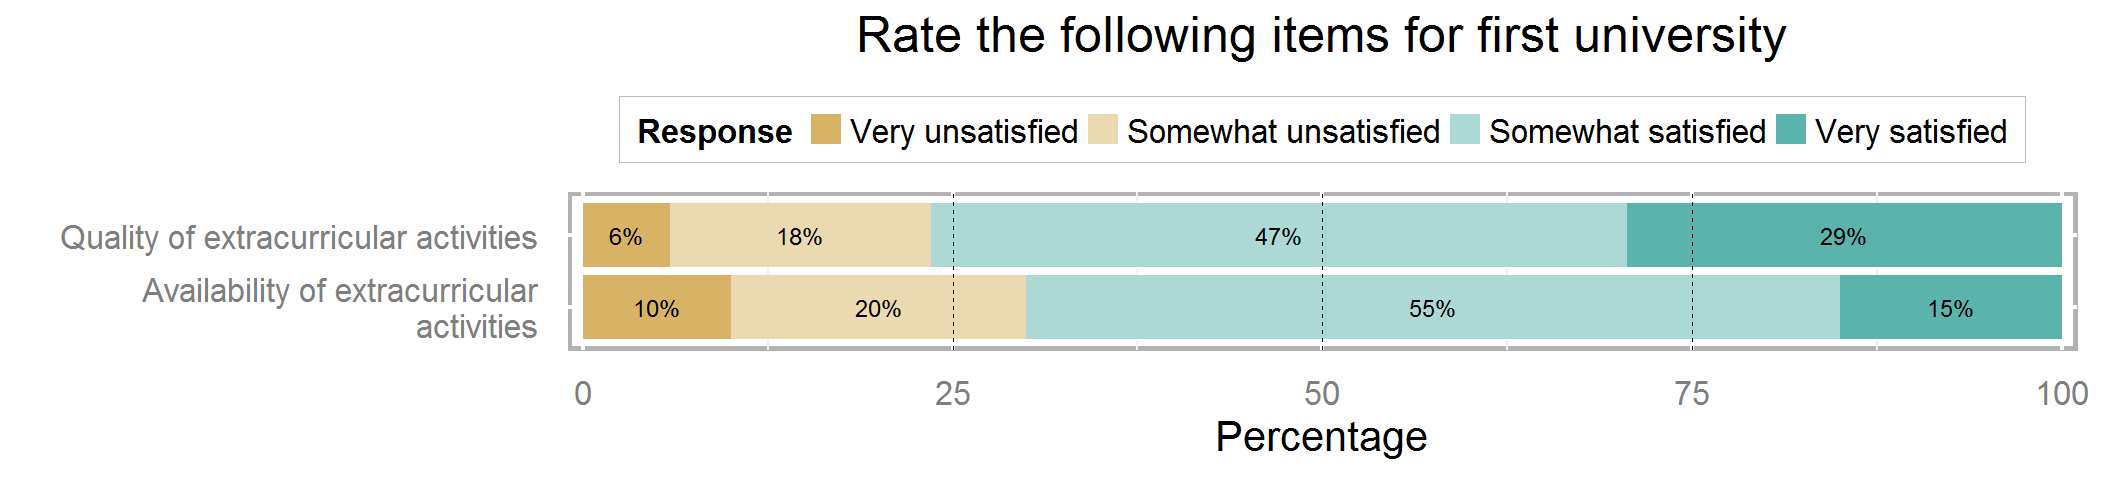 Rate the following items for first university
Response Very unsatisfied Somewhat unsatisfied Somewhat satisfied Very satisfied
Quality of extracurricular activities 6% 18% 47% 29%
Availability of extracurricular
activities 10% 20% 55% 15%
0 25 50 75 100
Percentage